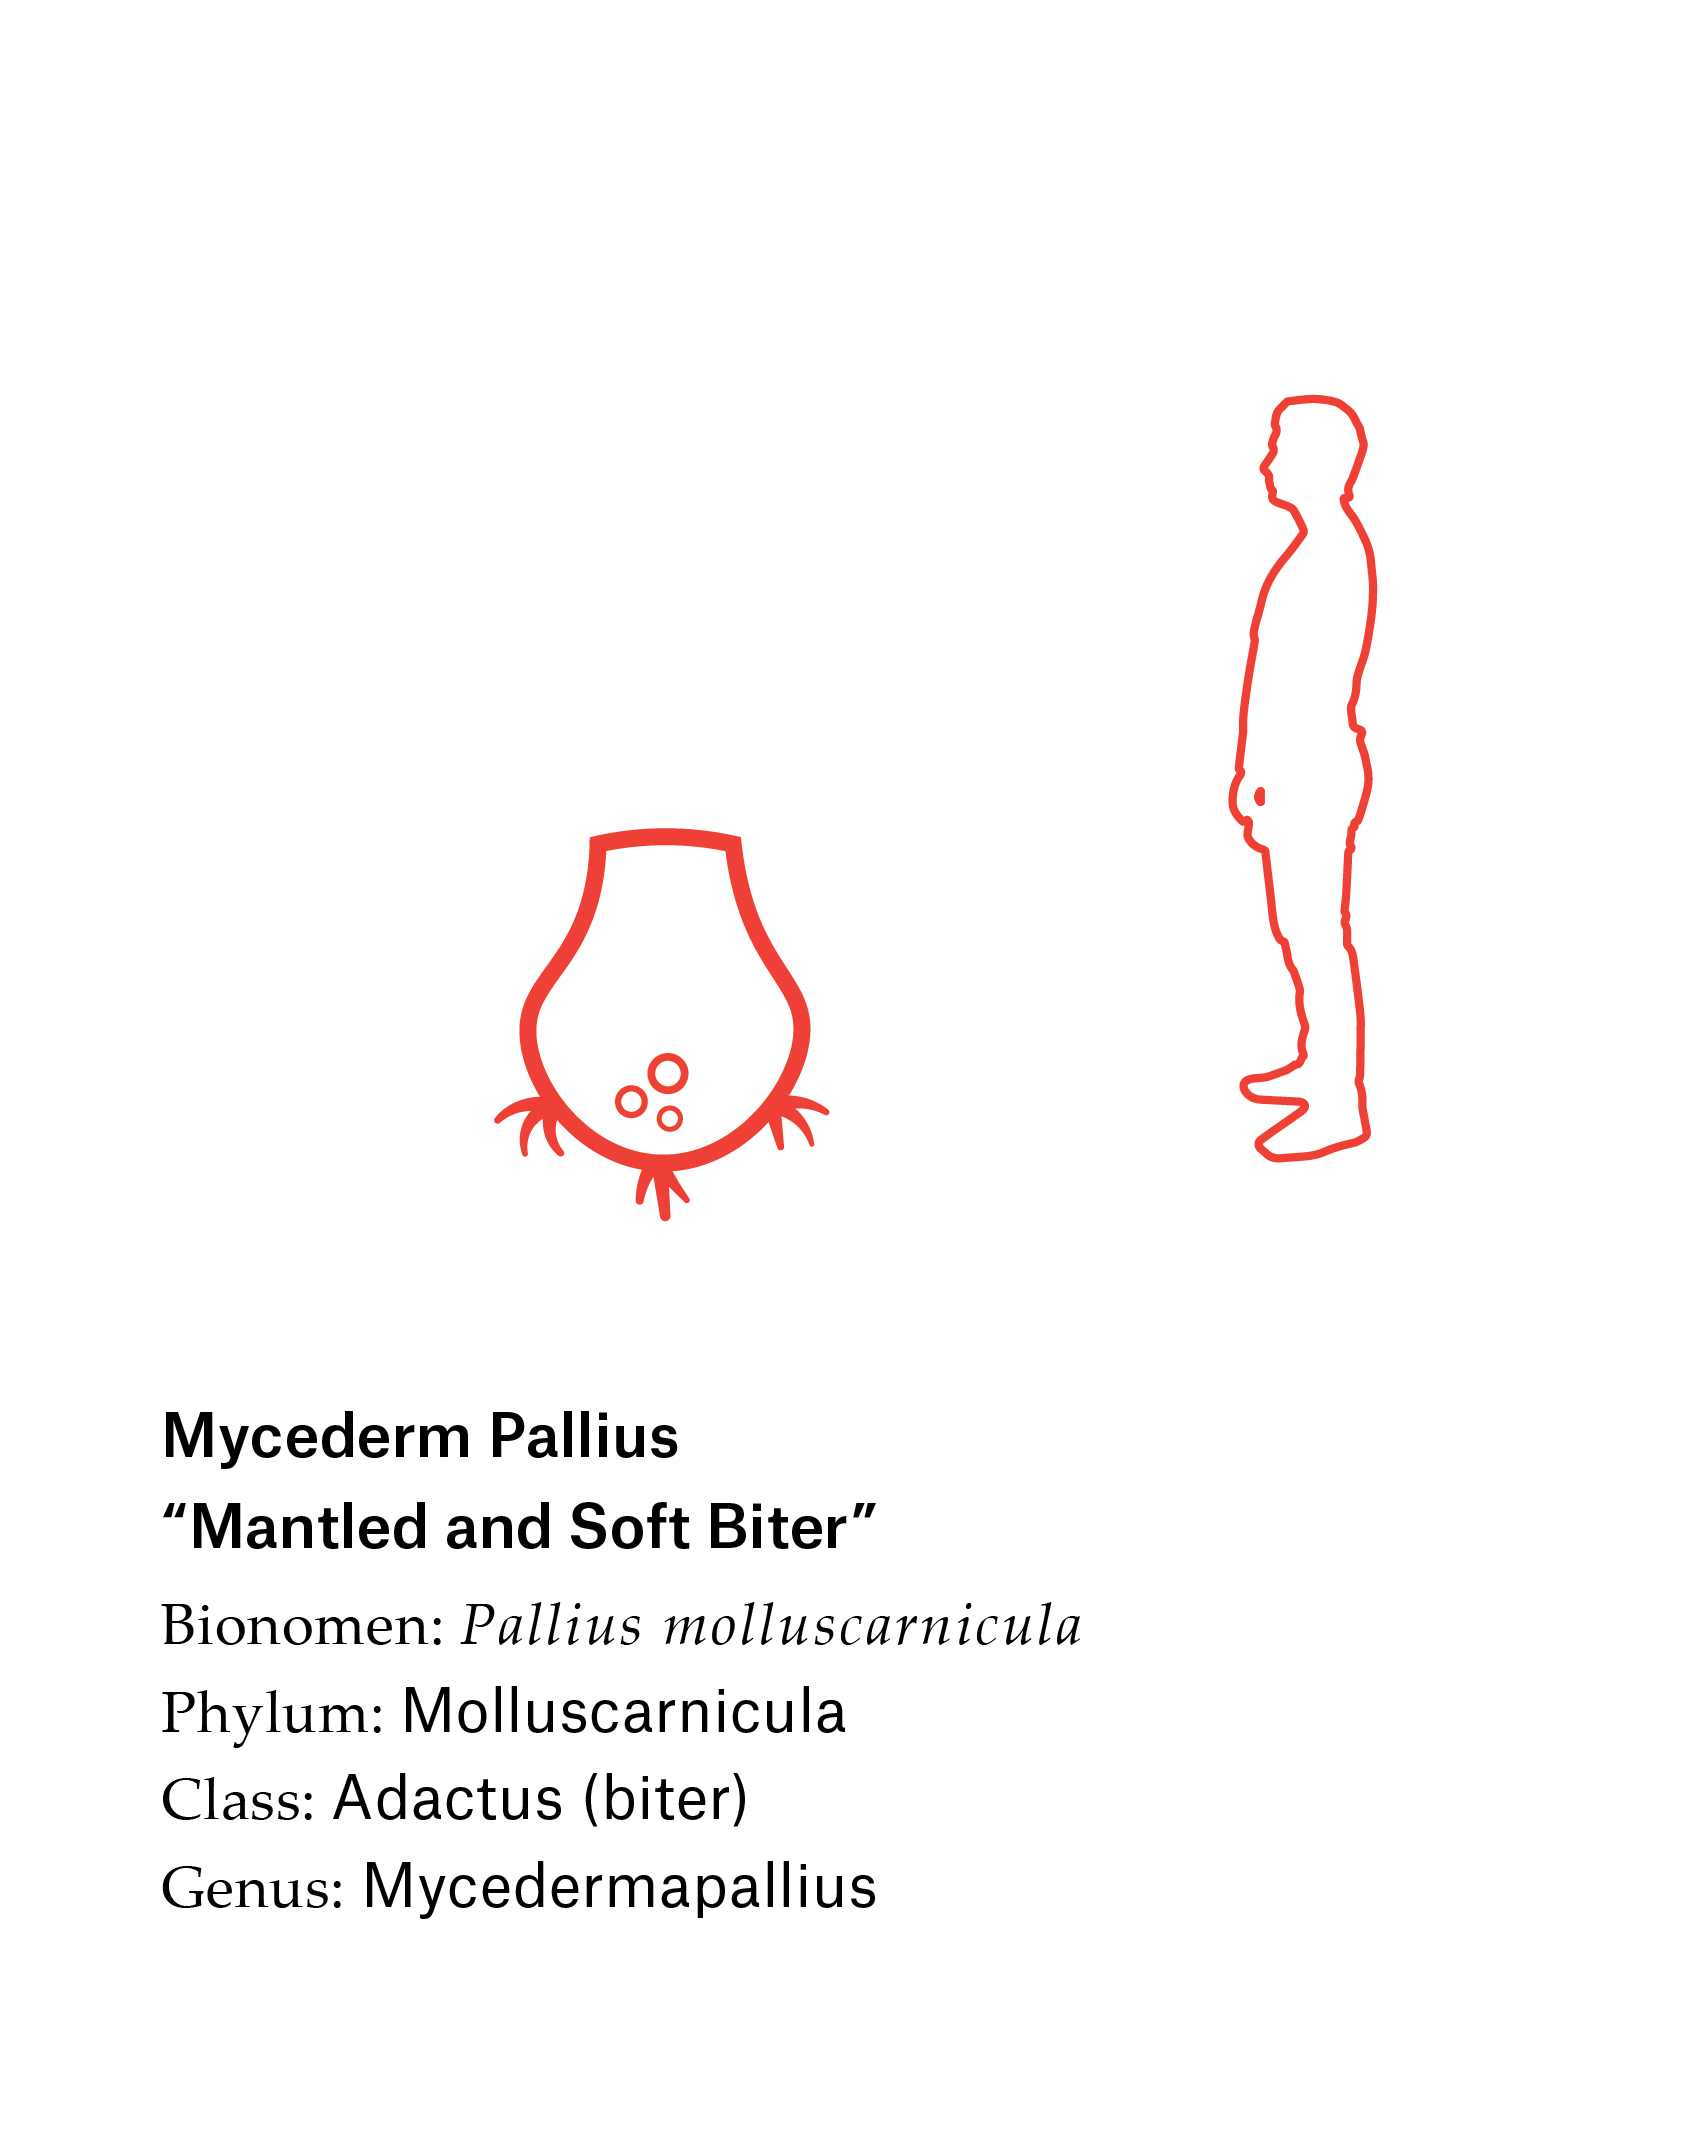 Mycederm Pallius
“Mantled and Soft Biter”
Bionomen: Pallius molluscarnicula
Phylum: Molluscarnicula
Class: Adactus (biter)
Genus: Mycedermapallius